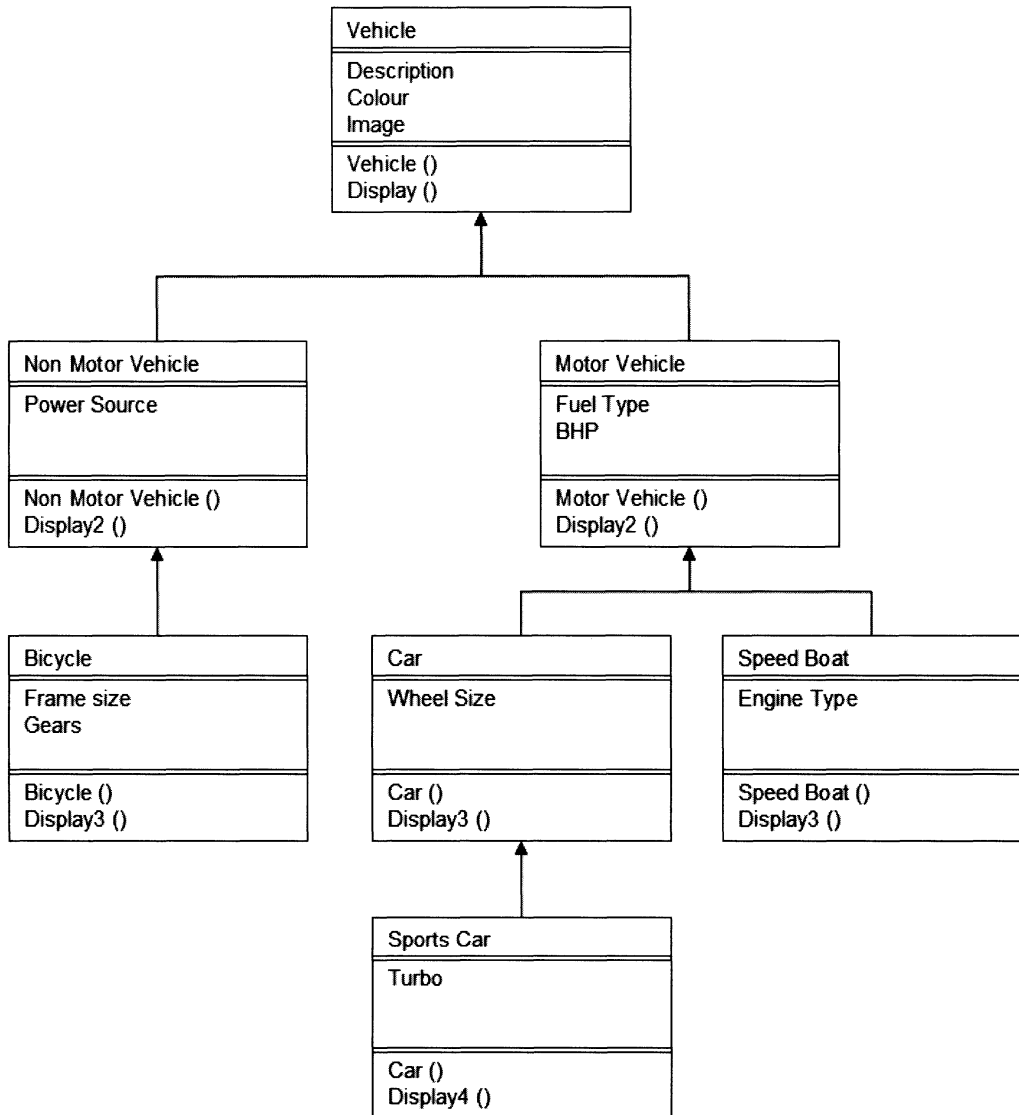 Vehicle
Description
Colour
Image
Vehicle ()
Display ()
Non Motor Vehicle
Power Source
Non Motor Vehicle ()
Display2 ()
Motor Vehicle
Fuel Type
BHP
Motor Vehicle ()
Display2 ()
Bicycle
Frame size
Gears
Bicycle ()
Display3 ()
Car
Wheel Size
Car ()
Display3 ()
Speed Boat
Engine Type
Speed Boat ()
Display3 ()
Sports Car
Turbo
Car ()
Display4 ()